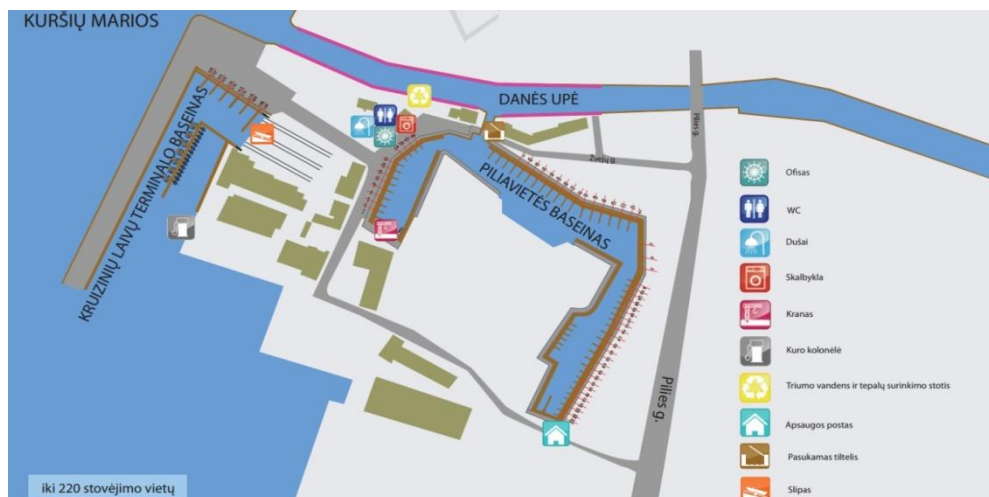 KURŠIŲ MARIOS
DANĖS UPĖ
Pilies g.
KRUIZINIŲ LAIVŲ TERMINALO BASEINAS
Žvejų g.
PILIAVIETĖS BASEINAS
Pilies g.
Ofisas
WC
Dušai
Skalbykla
Kranas
Kuro kolonėlė
Triumo vandens ir tepalų surinkimo stotis
Apsaugos postas
Pasukamas tiltelis
Slipas
iki 220 stovėjimo vietų